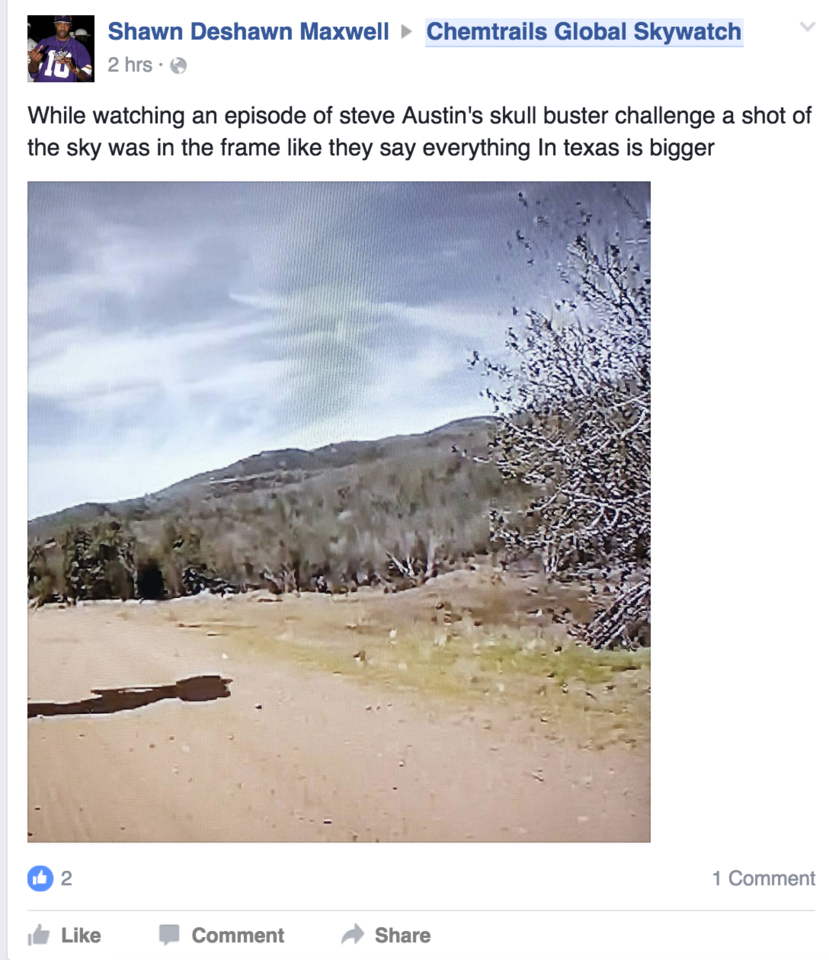 Shawn Deshawn Maxwell ▸ Chemtrails Global Skywatch
2 hrs ·
While watching an episode of steve Austin's skull buster challenge a shot of
the sky was in the frame like they say everything In texas is bigger
2
1 Comment
Like Comment Share